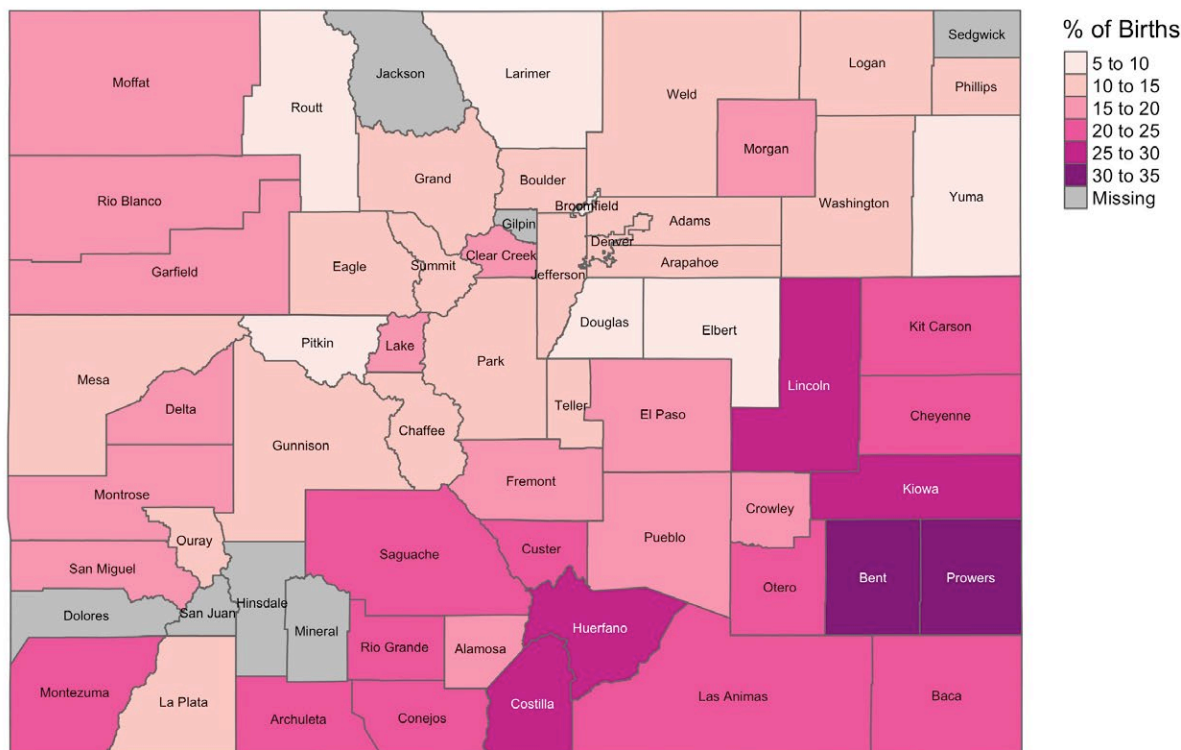 % of Births
5 to 10
10 to 15
15 to 20
20 to 25
25 to 30
30 to 35
Missing
Sedgwick
Jackson
Larimer
Logan
Moffat
Phillips
Weld
Routt
Morgan
Grand
Boulder
Yuma
Rio Blanco
Washington
Broomfield
Gilpin
Adams
Denver
Clear Creek
Arapahoe
Garfield
Eagle
Summit
Jefferson
Douglas
Elbert
Kit Carson
Pitkin
Lake
Park
Mesa
Lincoln
Delta
Teller
El Paso
Cheyenne
Chaffee
Gunnison
Fremont
Kiowa
Montrose
Crowley
Ouray
Pueblo
Saguache
Custer
San Miguel
Otero
Bent
Prowers
Dolores
San Juan
Hinsdale
Mineral
Huerfano
Rio Grande
Alamosa
Montezuma
La Plata
Costilla
Las Animas
Baca
Archuleta
Conejos